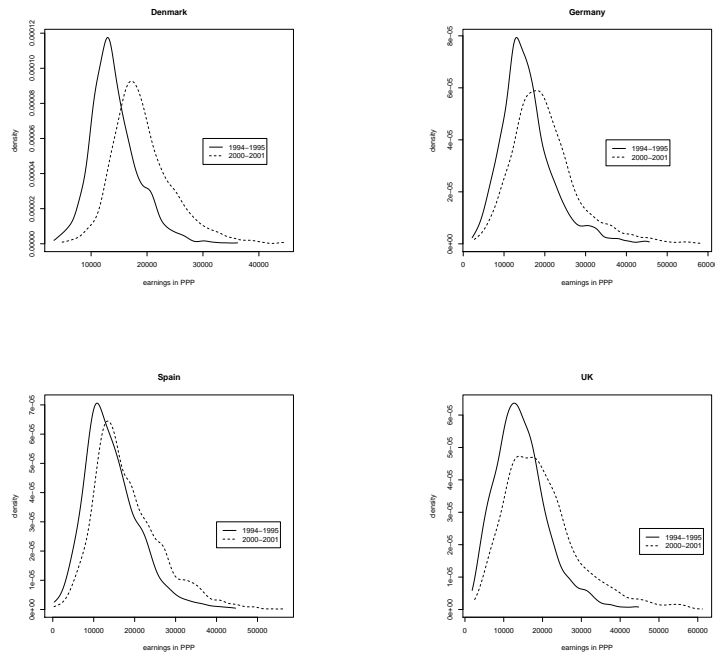 Denmark
density
0.00000
0.00002
0.00004
0.00006
0.00008
0.00010
0.00012
1994−1995
2000−2001
10000 20000 30000 40000
earnings in PPP
Germany
density
0e+00
2e−05
4e−05
6e−05
8e−05
1994−1995
2000−2001
0 10000 20000 30000 40000 50000 60000
earnings in PPP
Spain
density
0e+00
1e−05
2e−05
3e−05
4e−05
5e−05
6e−05
7e−05
1994−1995
2000−2001
0 10000 20000 30000 40000 50000
earnings in PPP
UK
density
0e+00
1e−05
2e−05
3e−05
4e−05
5e−05
6e−05
1994−1995
2000−2001
0 10000 20000 30000 40000 50000 60000
earnings in PPP